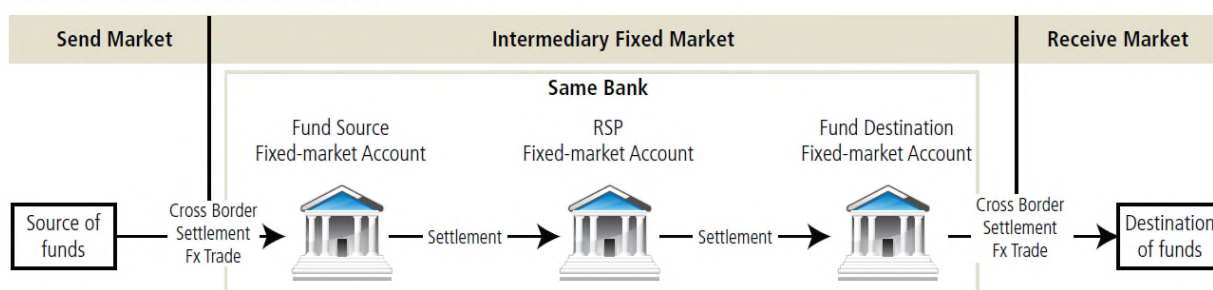 Send Market
Intermediary Fixed Market
Receive Market
Same Bank
Fund Source
Fixed-market Account
RSP
Fixed-market Account
Fund Destination
Fixed-market Account
Source of
funds
Cross Border
Settlement
Fx Trade
Settlement
Settlement
Cross Border
Settlement
Fx Trade
Destination
of funds